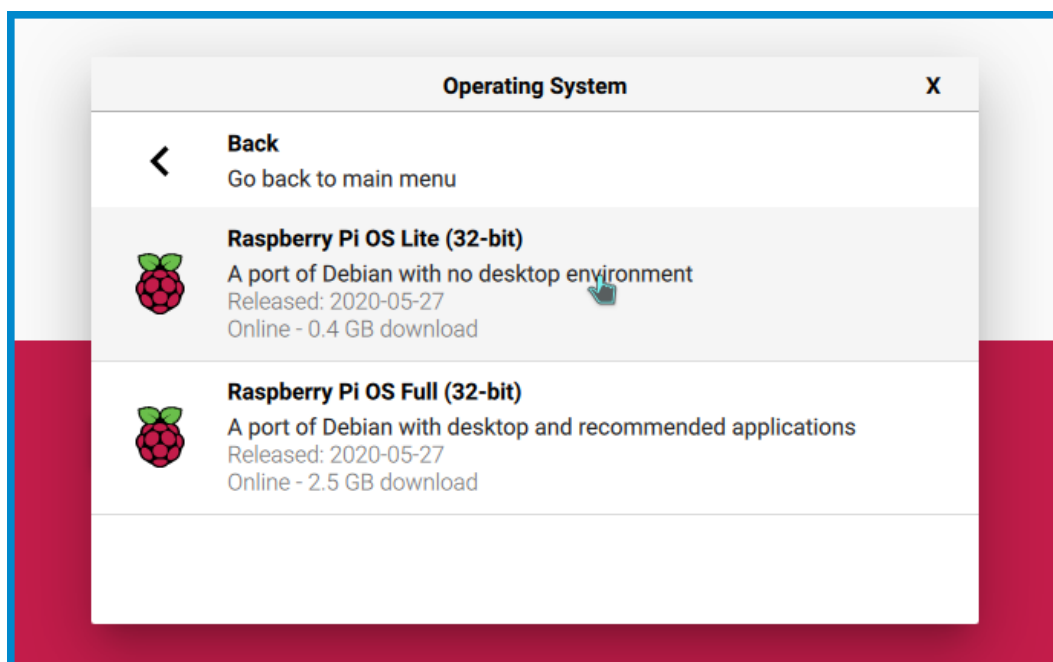 Operating System X
Back
Go back to main menu
Raspberry Pi OS Lite (32-bit)
A port of Debian with no desktop environment
Released: 2020-05-27
Online - 0.4 GB download
Raspberry Pi OS Full (32-bit)
A port of Debian with desktop and recommended applications
Released: 2020-05-27
Online - 2.5 GB download